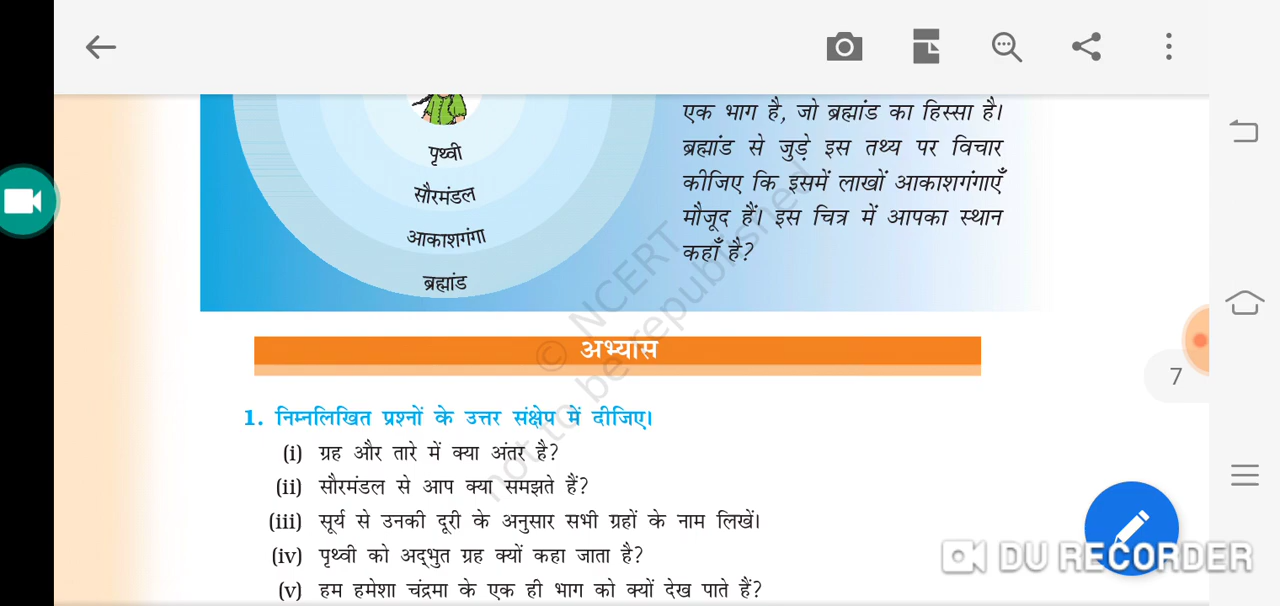 एक भाग है, जो ब्रह्मांड का हिस्सा है।
ब्रह्मांड से जुड़े इस तथ्य पर विचार
कीजिए कि इसमें लाखों आकाशगंगाएँ
मौजूद हैं। इस चित्र में आपका स्थान
कहाँ है?
पृथ्वी
सौरमंडल
आकाशगंगा
ब्रह्मांड
© NCERT
not to be republished
अभ्यास
7
1. निम्नलिखित प्रश्नों के उत्तर संक्षेप में दीजिए।
(i) ग्रह और तारे में क्या अंतर है?
(ii) सौरमंडल से आप क्या समझते हैं?
(iii) सूर्य से उनकी दूरी के अनुसार सभी ग्रहों के नाम लिखें।
(iv) पृथ्वी को अद्भुत ग्रह क्यों कहा जाता है?
(v) हम हमेशा चंद्रमा के एक ही भाग को क्यों देख पाते हैं?
DU RECORDER